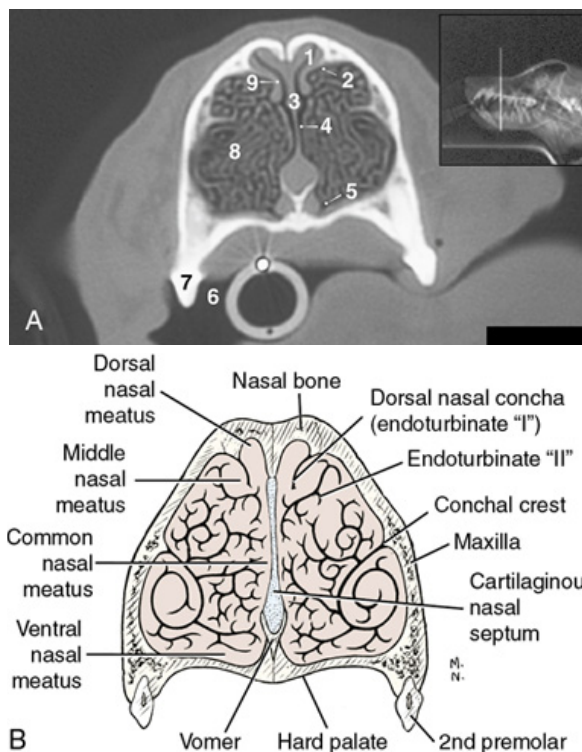 1
2
9
3
4
8
5
7
6
A
Dorsal
nasal
meatus
Nasal bone
Dorsal nasal concha
(endoturbinate "I")
Middle
nasal
meatus
Endoturbinate "II"
Conchal crest
Common
nasal
meatus
Maxilla
Cartilaginou
nasal
septum
Ventral
nasal
meatus
M.
N.
B
Vomer
Hard palate
2nd premolar